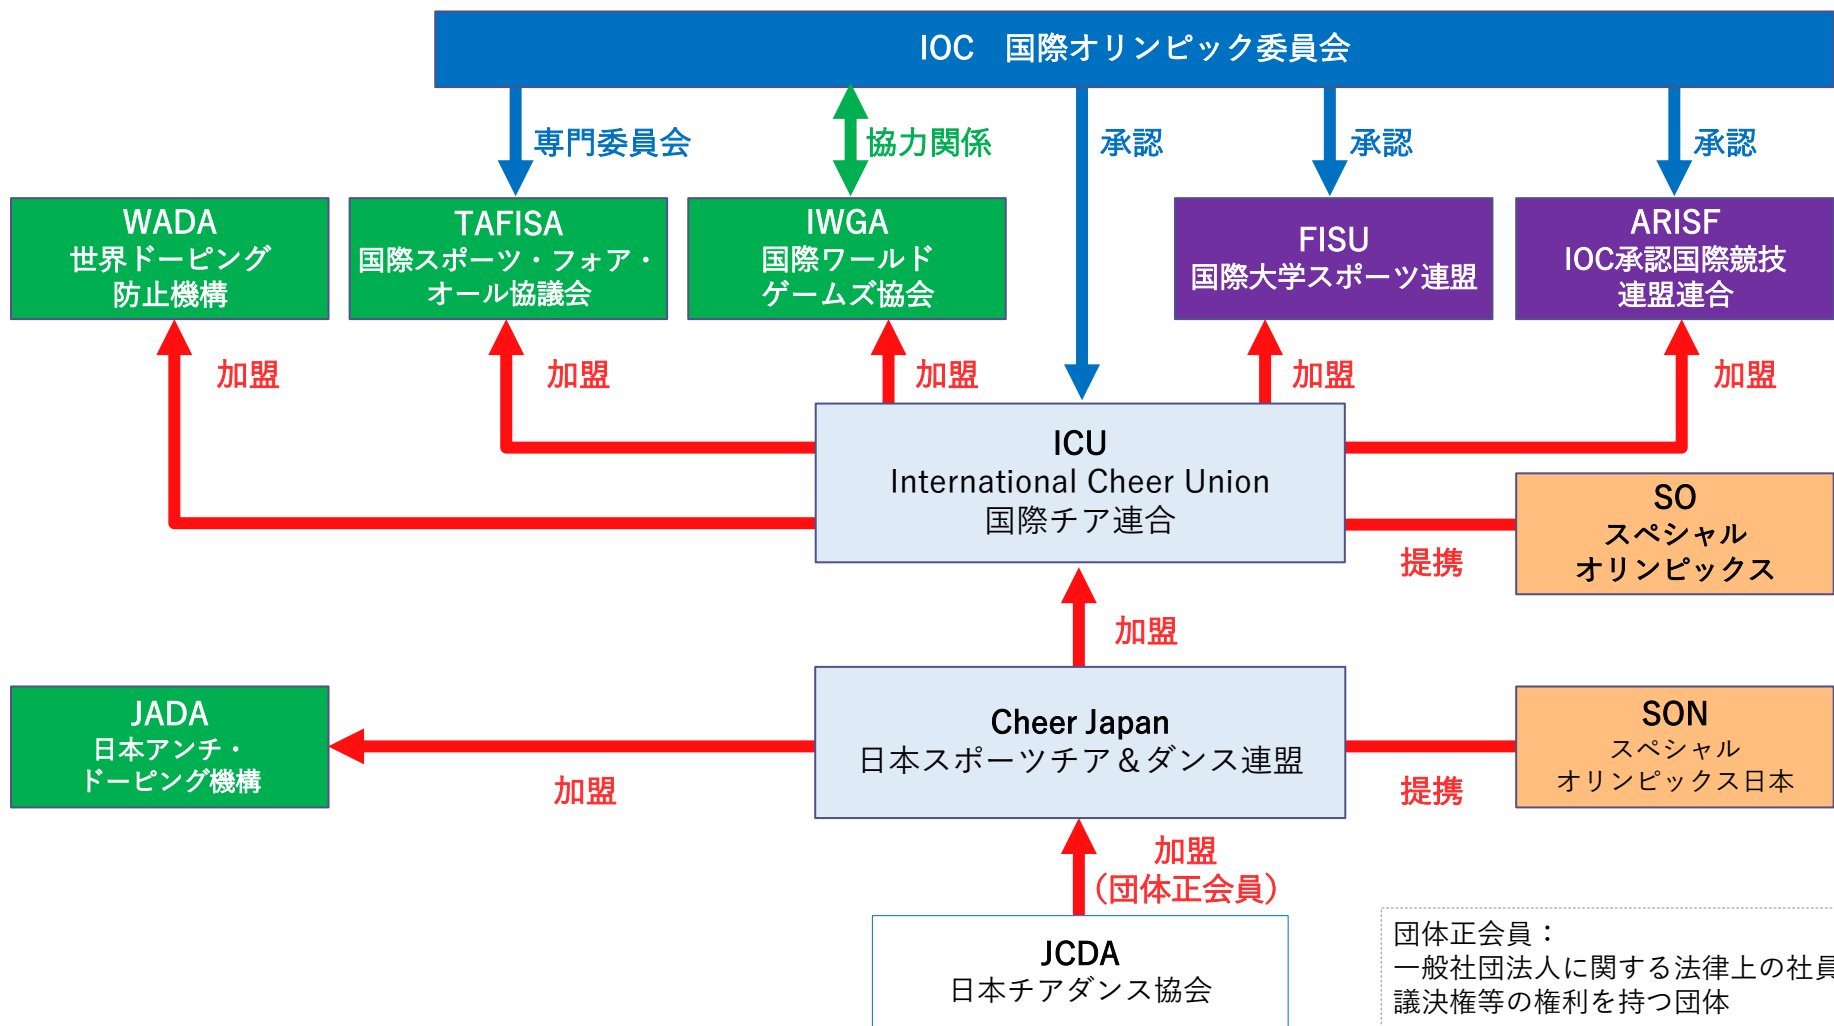 IOC　国際オリンピック委員会
専門委員会
協力関係
承認
承認
承認
WADA
世界ドーピング
防止機構
TAFISA
国際スポーツ・フォア・
オール協議会
IWGA
国際ワールド
ゲームズ協会
FISU
国際大学スポーツ連盟
ARISF
IOC承認国際競技
連盟連合
加盟
加盟
加盟
加盟
加盟
ICU
International Cheer Union
国際チア連合
SO
スペシャル
オリンピックス
提携
加盟
JADA
日本アンチ・
ドーピング機構
Cheer Japan
日本スポーツチア＆ダンス連盟
SON
スペシャル
オリンピックス日本
加盟
提携
加盟
（団体正会員）
JCDA
日本チアダンス協会
団体正会員：
一般社団法人に関する法律上の社員
議決権等の権利を持つ団体